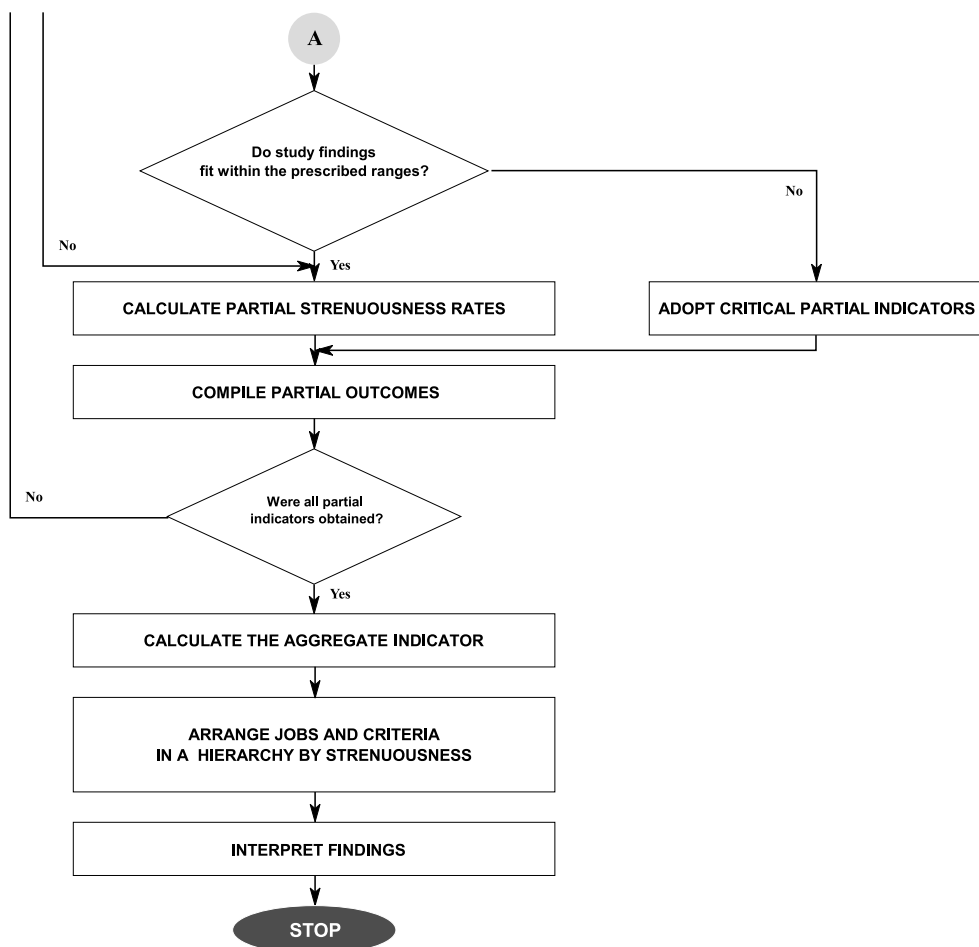 A
Do study findings
fit within the prescribed ranges?
No
No
Yes
CALCULATE PARTIAL STRENUOUSNESS RATES
ADOPT CRITICAL PARTIAL INDICATORS
COMPILE PARTIAL OUTCOMES
No
Were all partial
indicators obtained?
Yes
CALCULATE THE AGGREGATE INDICATOR
ARRANGE JOBS AND CRITERIA
IN A HIERARCHY BY STRENUOUSNESS
INTERPRET FINDINGS
STOP